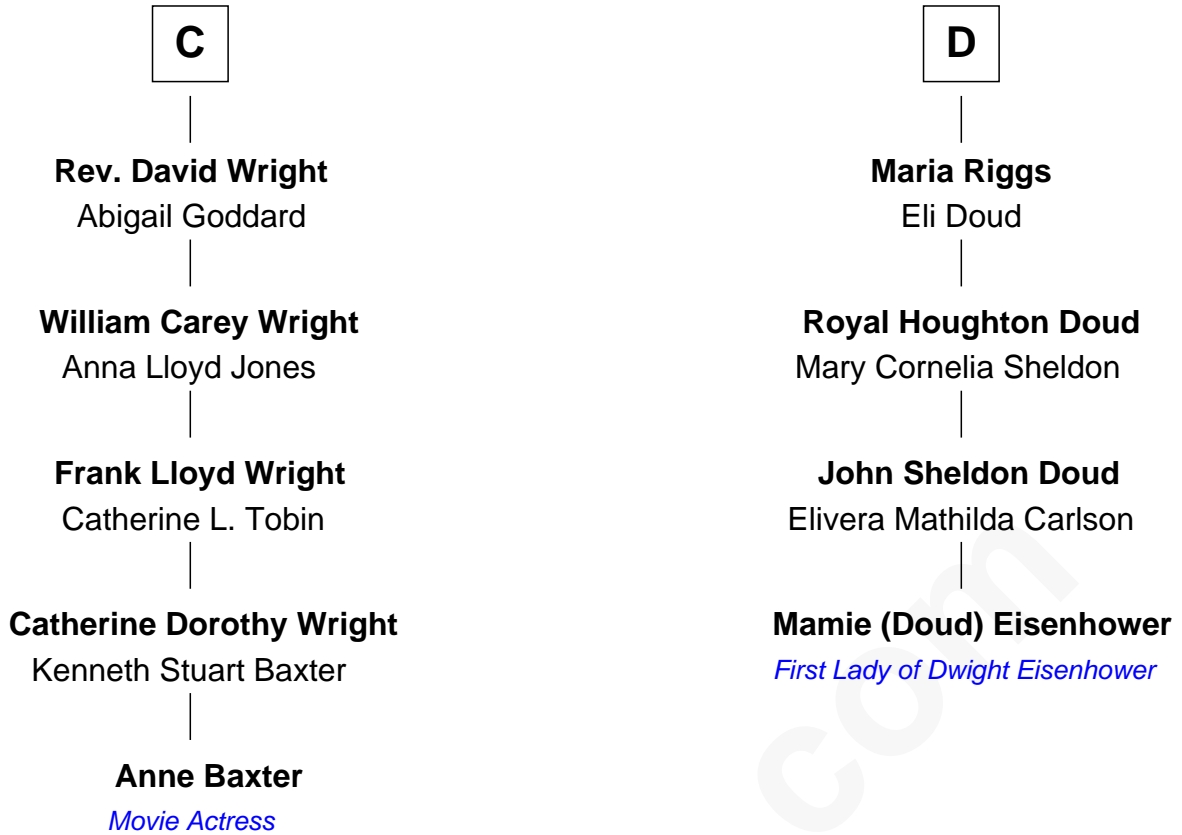 C
Rev. David Wright
Abigail Goddard
William Carey Wright
Anna Lloyd Jones
Frank Lloyd Wright
Catherine L. Tobin
Catherine Dorothy Wright
Kenneth Stuart Baxter
Anne Baxter
Movie Actress
D
Maria Riggs
Eli Doud
Royal Houghton Doud
Mary Cornelia Sheldon
John Sheldon Doud
Elivera Mathilda Carlson
Mamie (Doud) Eisenhower
First Lady of Dwight Eisenhower
com